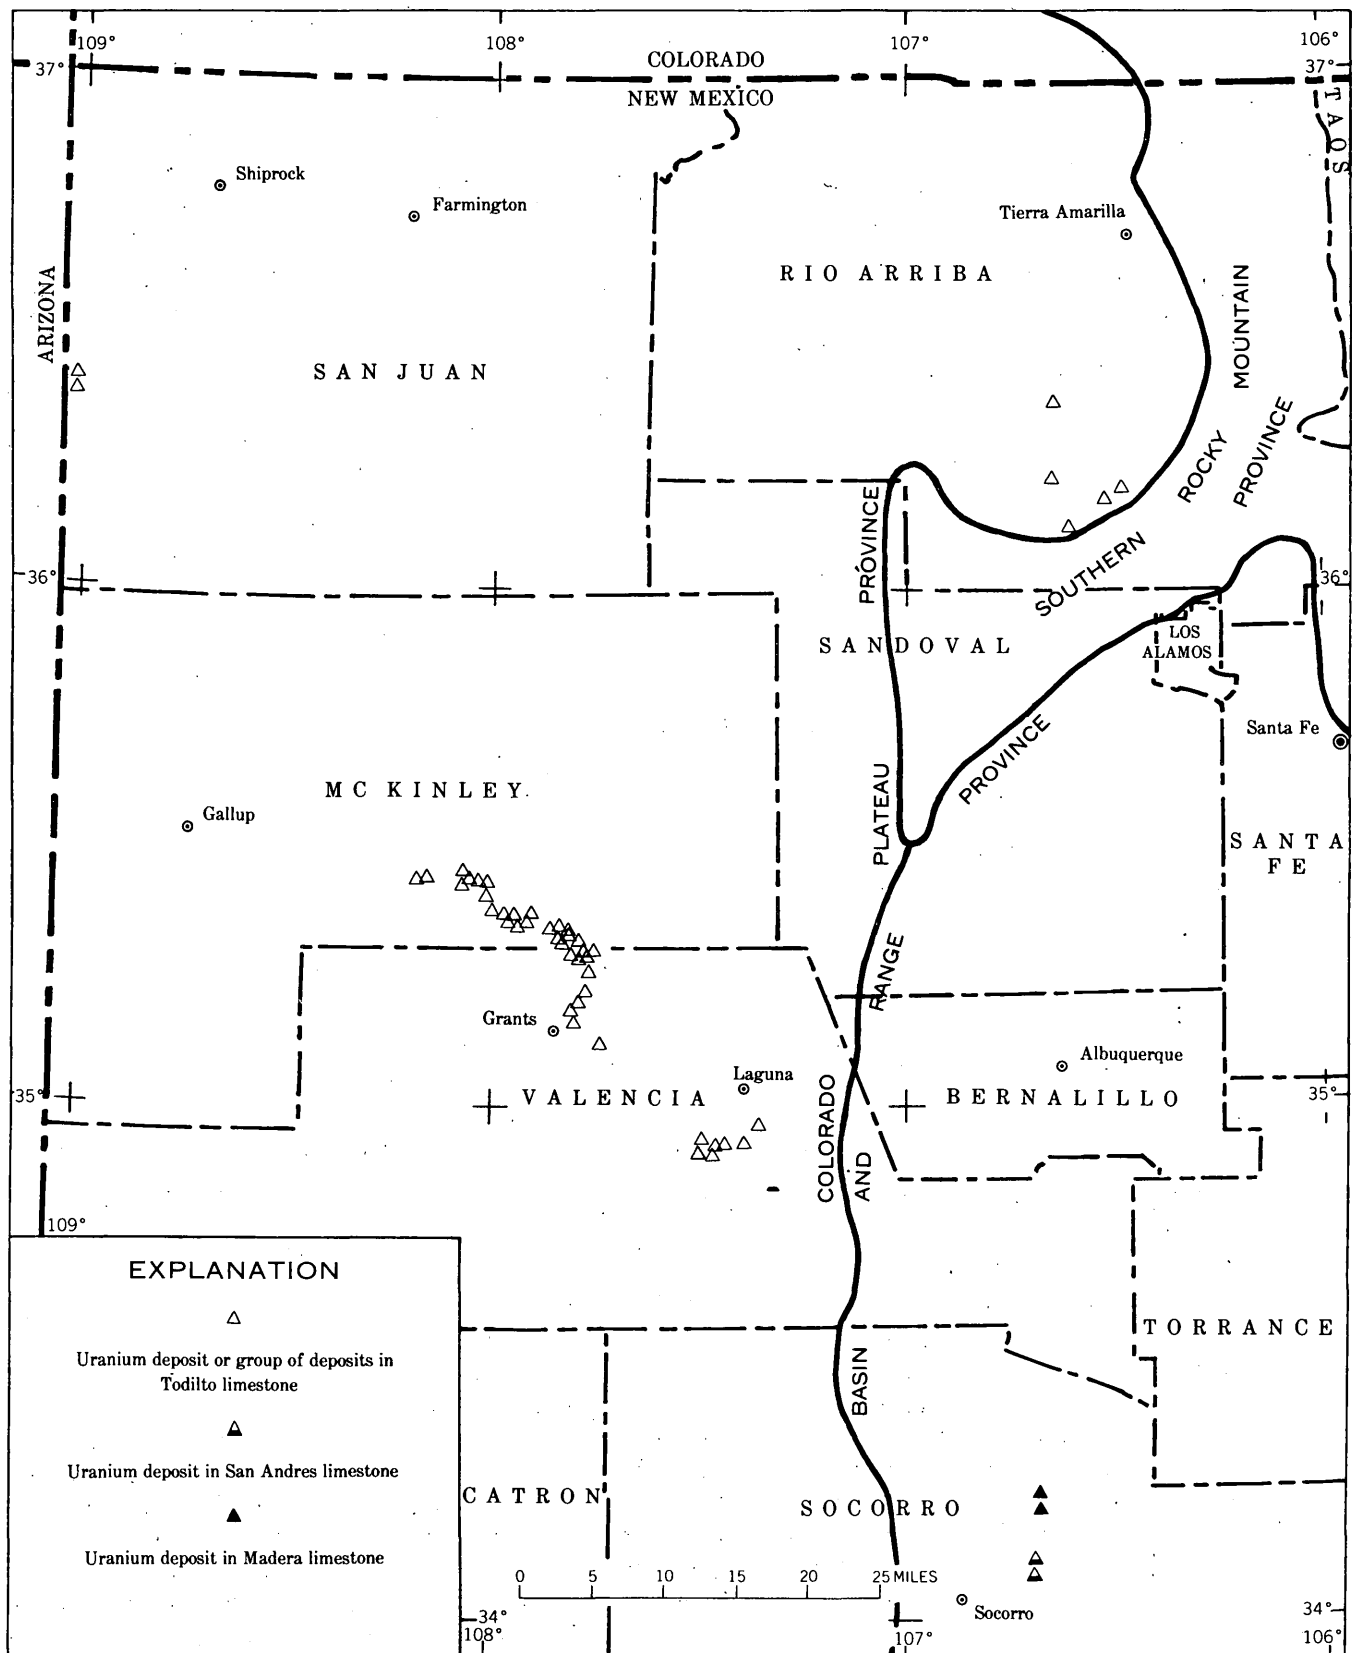 109°
108°
107°
106°
37°
COLORADO
37°
NEW MEXICO
TAOS
Shiprock
Farmington
Tierra Amarilla
RIO ARRIBA
ARIZONA
SAN JUAN
MOUNTAIN
ROCKY
PROVINCE
SOUTHERN
PROVINCE
36°
36°
SANDOVAL
LOS
ALAMOS
Santa Fe
PROVINCE
MC KINLEY
PLATEAU
Gallup
SANTA
FE
RANGE
Grants
Albuquerque
Laguna
35°
VALENCIA
BERNALILLO
35°
COLORADO
AND
109°
EXPLANATION
Uranium deposit or group of deposits in
Todilto limestone
Uranium deposit in San Andres limestone
Uranium deposit in Madera limestone
TORRANCE
BASIN
CATRON
SOCORRO
0 5 10 15 20 25 MILES
Socorro
34°
108°
107°
34°
106°